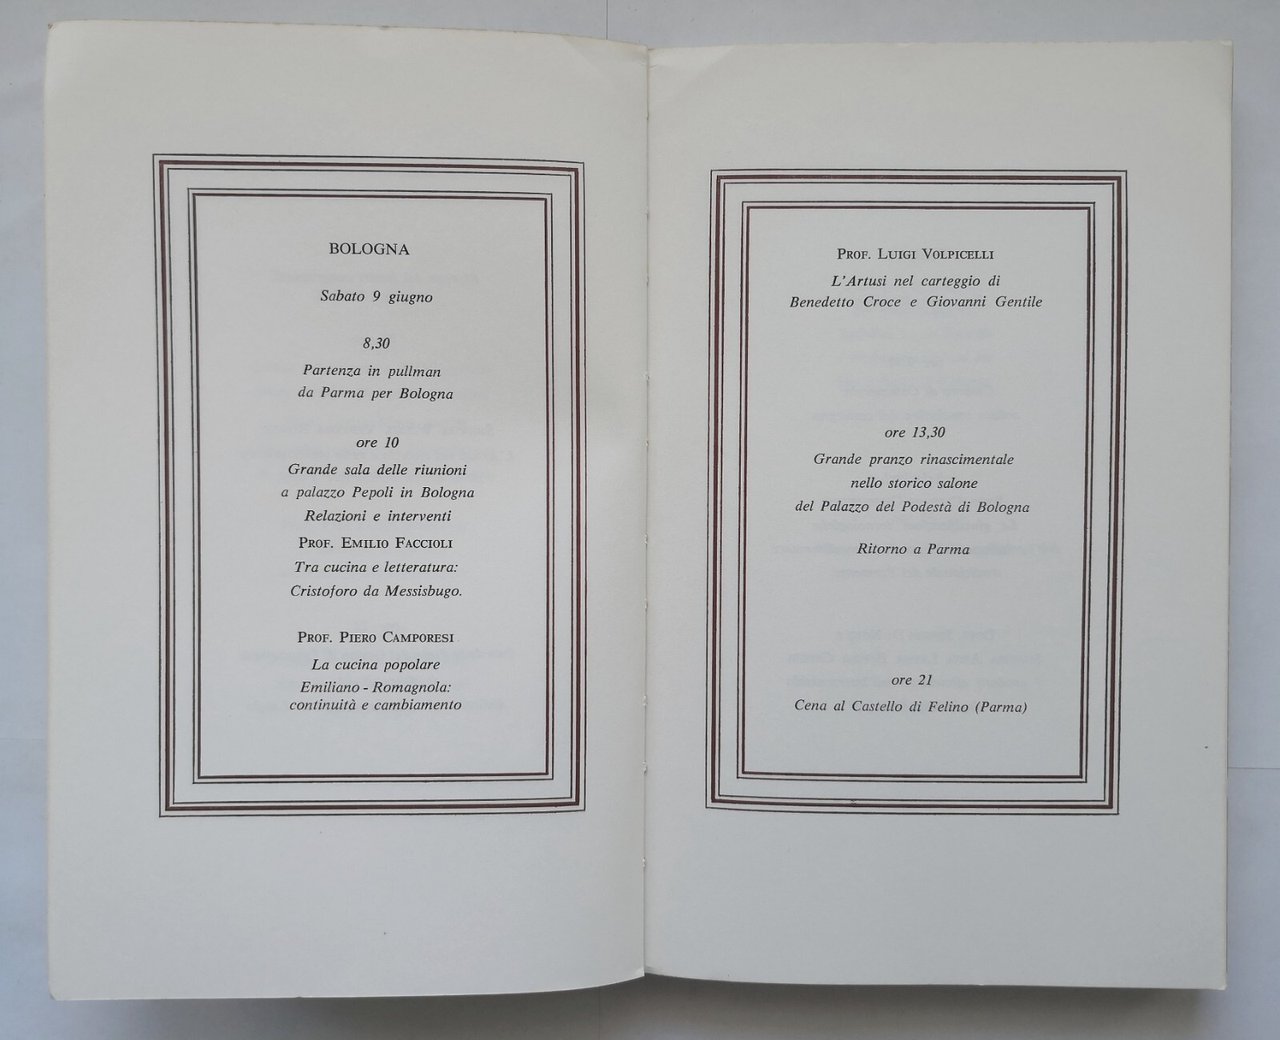 BOLOGNA
Sabato 9 giugno
8,30
Partenza in pullman
da Parma per Bologna
ore 10
Grande sala delle riunioni
a palazzo Pepoli in Bologna
Relazioni e interventi
PROF. EMILIO FACCIOLI
Tra cucina e letteratura:
Cristoforo da Messisbugo.
PROF. PIERO CAMPORESI
La cucina popolare
Emiliano - Romagnola:
continuità e cambiamento
PROF. LUIGI VOLPICELLI
L'Artusi nel carteggio di
Benedetto Croce e Giovanni Gentile
ore 13,30
Grande pranzo rinascimentale
nello storico salone
del Palazzo del Podestà di Bologna
Ritorno a Parma
ore 21
Cena al Castello di Felino (Parma)